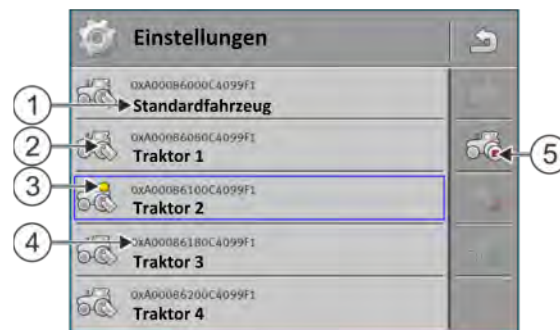 Einstellungen
0xA00086000C4099F1
1 Standardfahrzeug
0xA00086080C4099F1
2 Traktor 1
5
3 0xA00086100C4099F1
Traktor 2
4 0xA00086180C4099F1
Traktor 3
0xA00086200C4099F1
Traktor 4